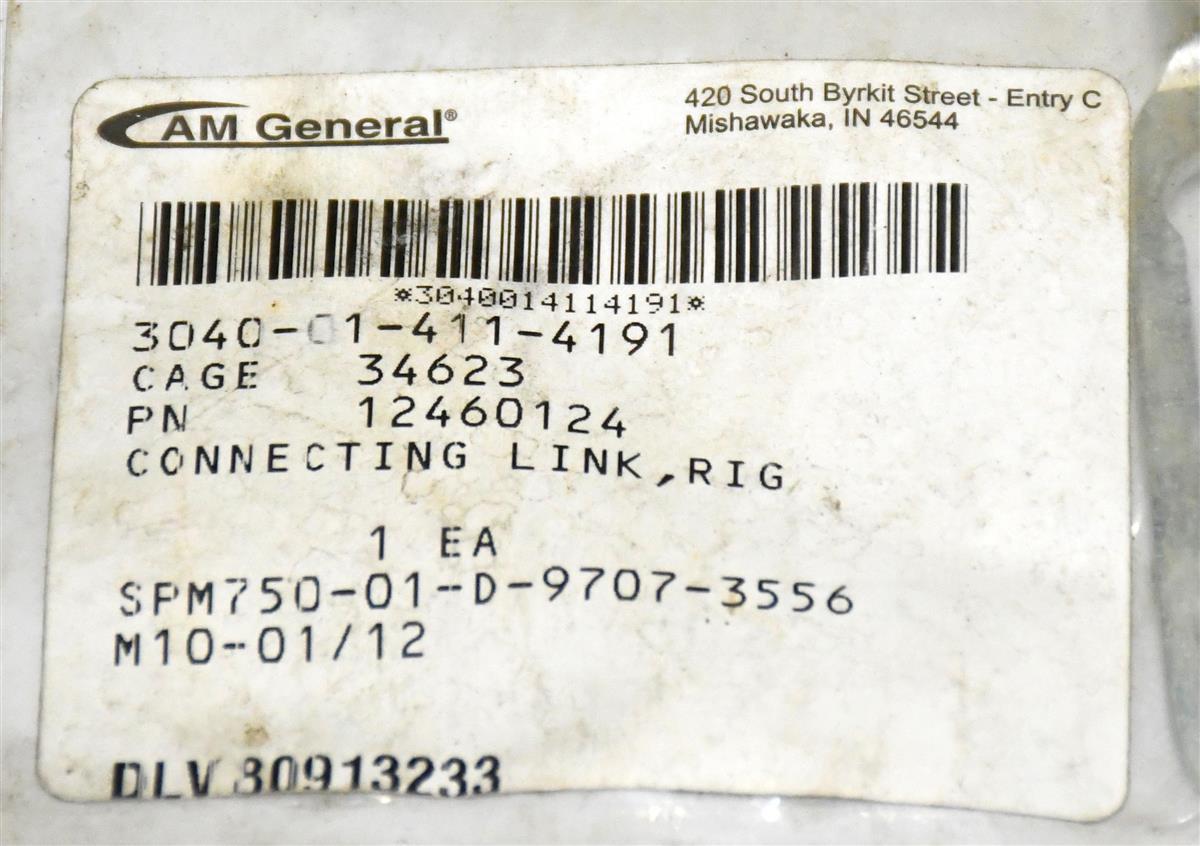 AM General®
420 South Byrkit Street - Entry C
Mishawaka, IN 46544
*3040014114191*
3040-01-411-4191
CAGE 34623
PN 12460124
CONNECTING LINK,RIG
1 EA
SPM750-01-D-9707-3556
M10-01/12
DLV 80913233